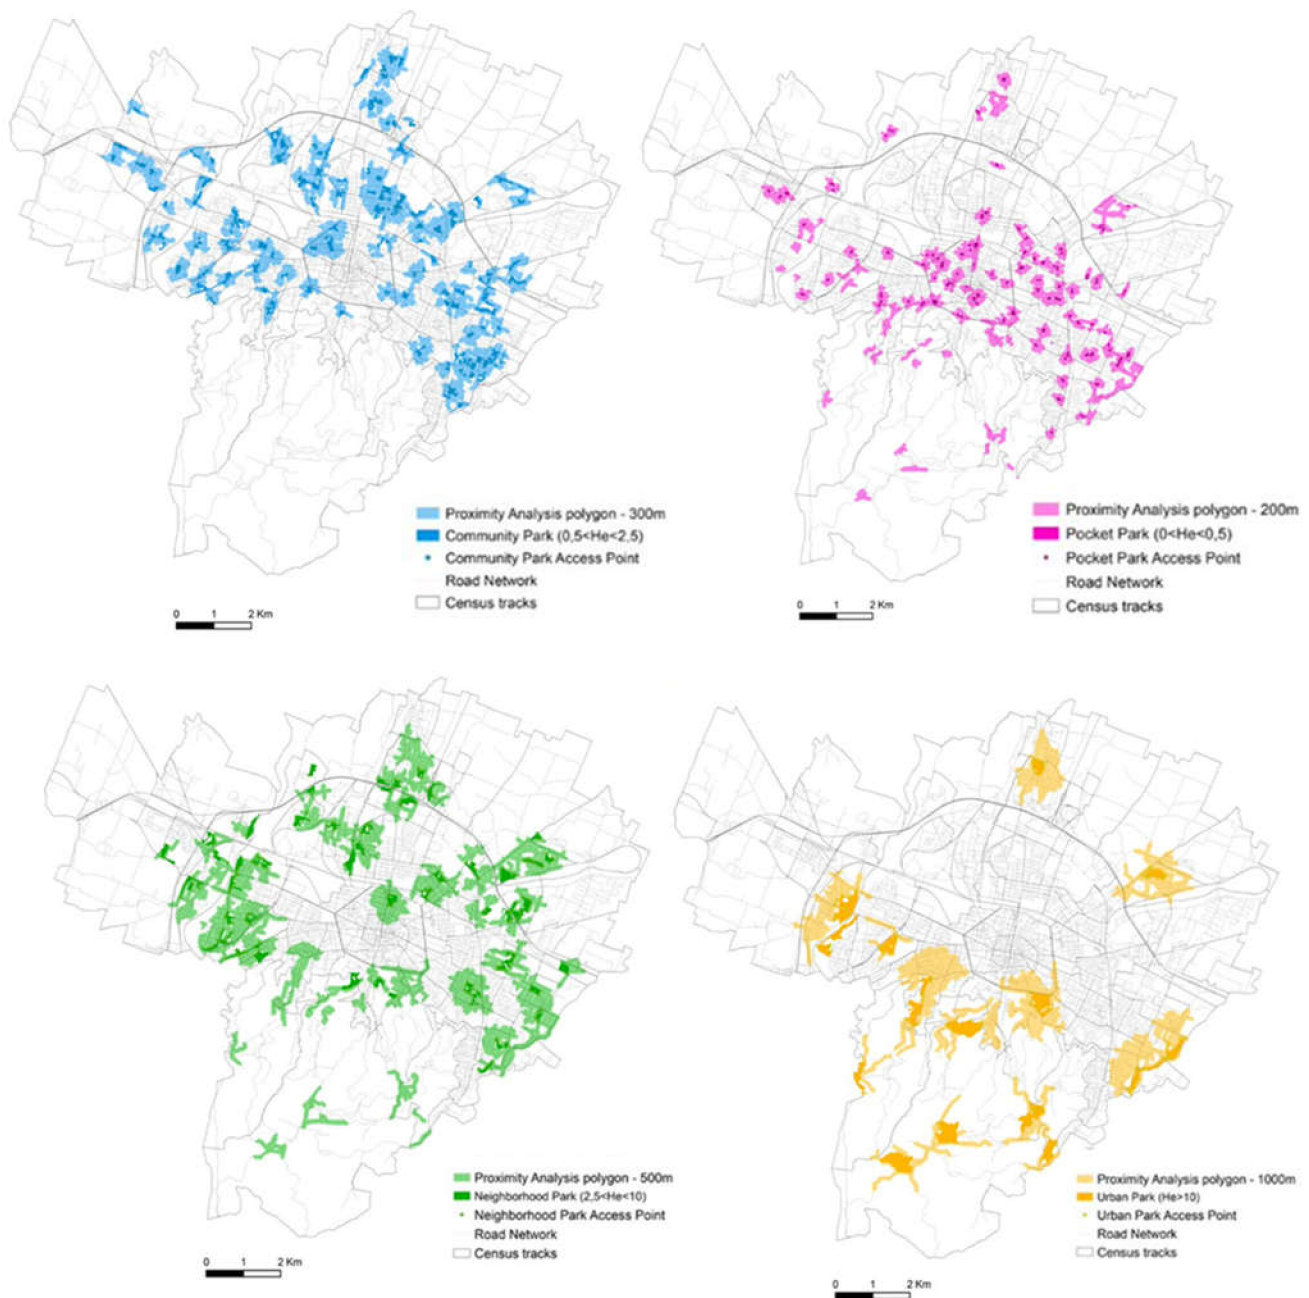 Proximity Analysis polygon - 300m
Community Park (0,5<He<2,5)
Community Park Access Point
Road Network
Census tracks
0 1 2 Km
Proximity Analysis polygon - 200m
Pocket Park (0<He<0,5)
Pocket Park Access Point
Road Network
Census tracks
0 1 2 Km
Proximity Analysis polygon - 500m
Neighborhood Park (2,5<He<10)
Neighborhood Park Access Point
Road Network
Census tracks
0 1 2 Km
Proximity Analysis polygon - 1000m
Urban Park (He>10)
Urban Park Access Point
Road Network
Census tracks
0 1 2 Km